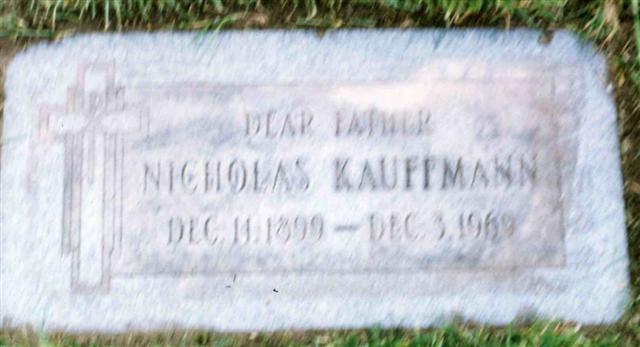 DEAR FATHER
NICHOLAS KAUFFMANN
DEC. 11. 1899 — DEC. 3. 1969